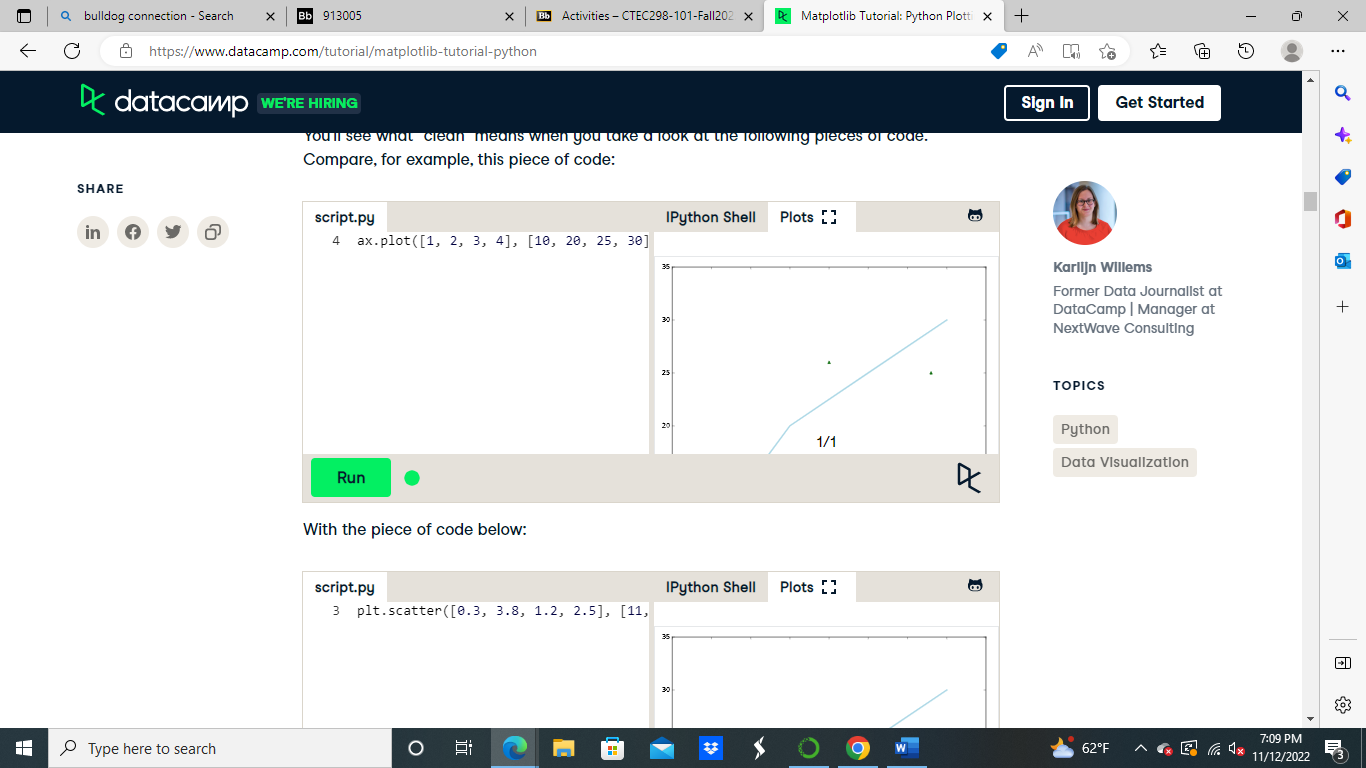 bulldog connection - Search
Bb 913005
Bb Activities – CTEC298-101-Fall202
Matplotlib Tutorial: Python Plotti
https://www.datacamp.com/tutorial/matplotlib-tutorial-python
datacamp WE'RE HIRING
Sign In
Get Started
You'll see what "clean" means when you take a look at the following pieces of code.
Compare, for example, this piece of code:
SHARE
script.py
IPython Shell
Plots
4 ax.plot([1, 2, 3, 4], [10, 20, 25, 30]
35
30
25
20
1/1
Run
Karlijn Willems
Former Data Journalist at
DataCamp | Manager at
NextWave Consulting
TOPICS
Python
Data Visualization
With the piece of code below:
script.py
IPython Shell
Plots
3 plt.scatter([0.3, 3.8, 1.2, 2.5], [11,
35
30
Type here to search
62°F
7:09 PM
11/12/2022
3